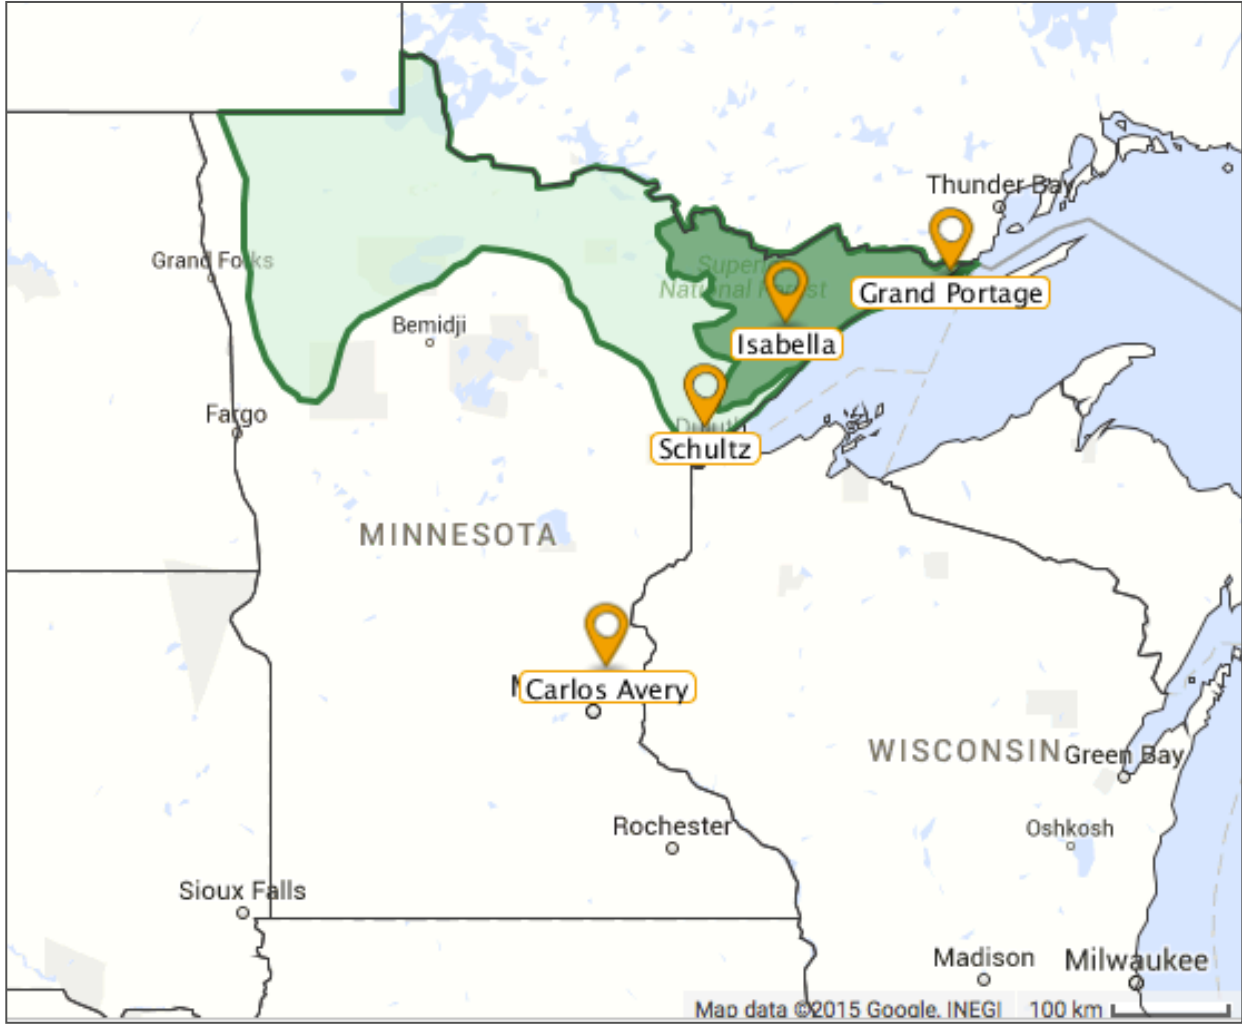 Thunder Bay
Grand Forks
Superior
National Forest
Grand Portage
Bemidji
Isabella
Fargo
Duluth
Schultz
MINNESOTA
Carlos Avery
WISCONSIN
Green Bay
Rochester
Oshkosh
Sioux Falls
Madison
Milwaukee
Map data ©2015 Google, INEGI
100 km